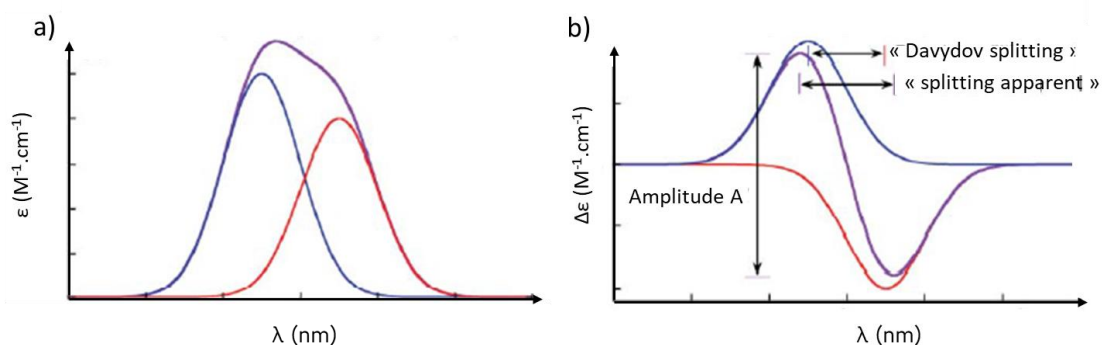 a)
ε (M⁻¹.cm⁻¹)
λ (nm)
b)
« Davydov splitting »
« splitting apparent »
Amplitude A
Δε (M⁻¹.cm⁻¹)
λ (nm)